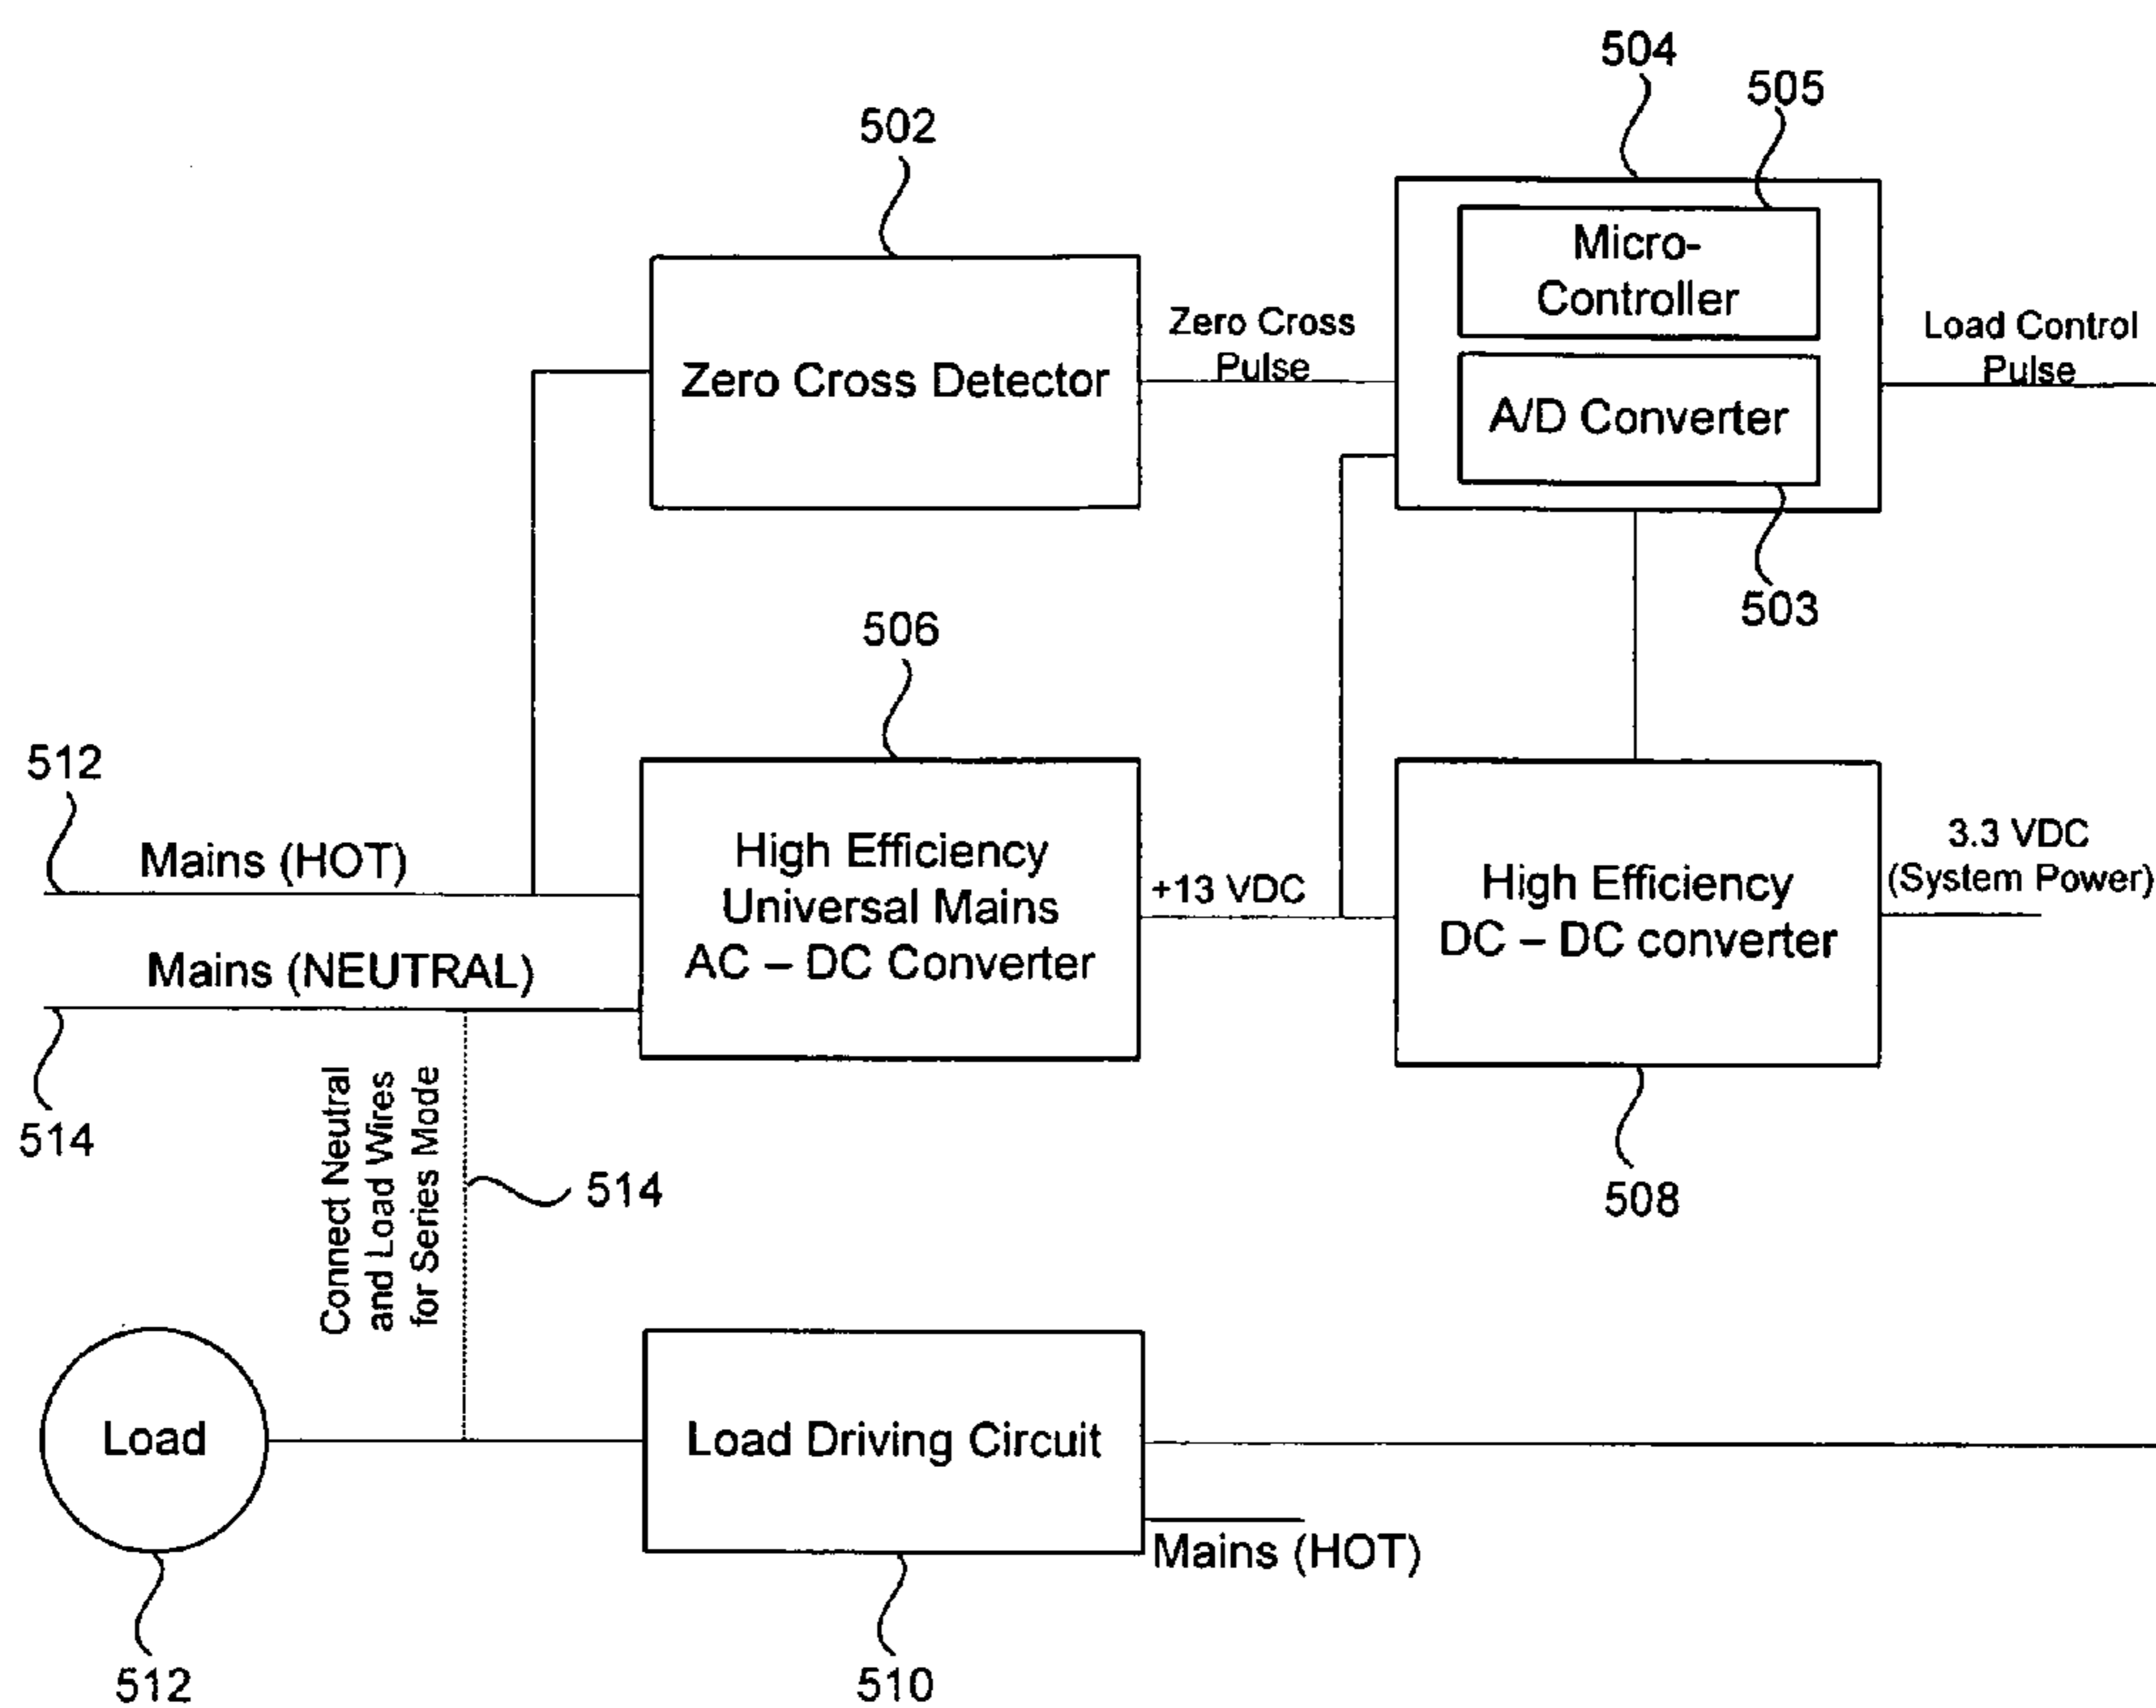 504
505
502
Micro-
Controller
Zero Cross
Pulse
Load Control
Pulse
Zero Cross Detector
A/D Converter
503
506
512
Mains (HOT)
High Efficiency
Universal Mains
AC – DC Converter
+13 VDC
High Efficiency
DC – DC converter
3.3 VDC
(System Power)
Mains (NEUTRAL)
514
Connect Neutral
and Load Wires
for Series Mode
514
508
Load
Load Driving Circuit
Mains (HOT)
512
510